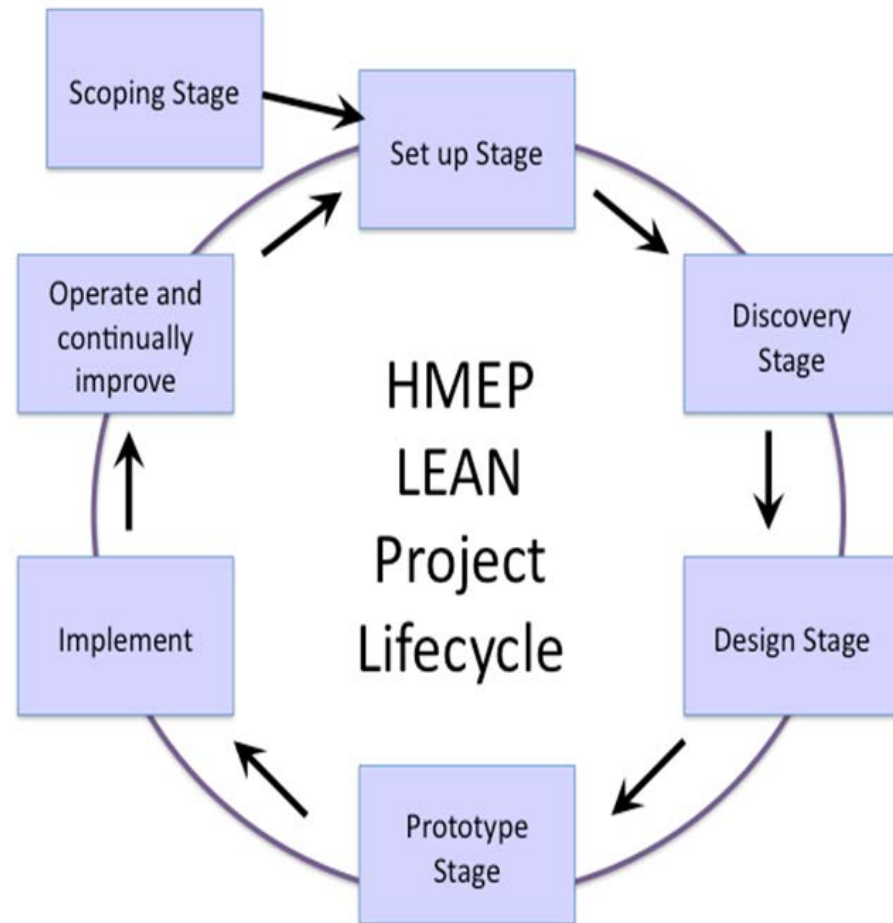 Scoping Stage
Set up Stage
Operate and
continually
improve
Discovery
Stage
HMEP
LEAN
Project
Lifecycle
Implement
Design Stage
Prototype
Stage